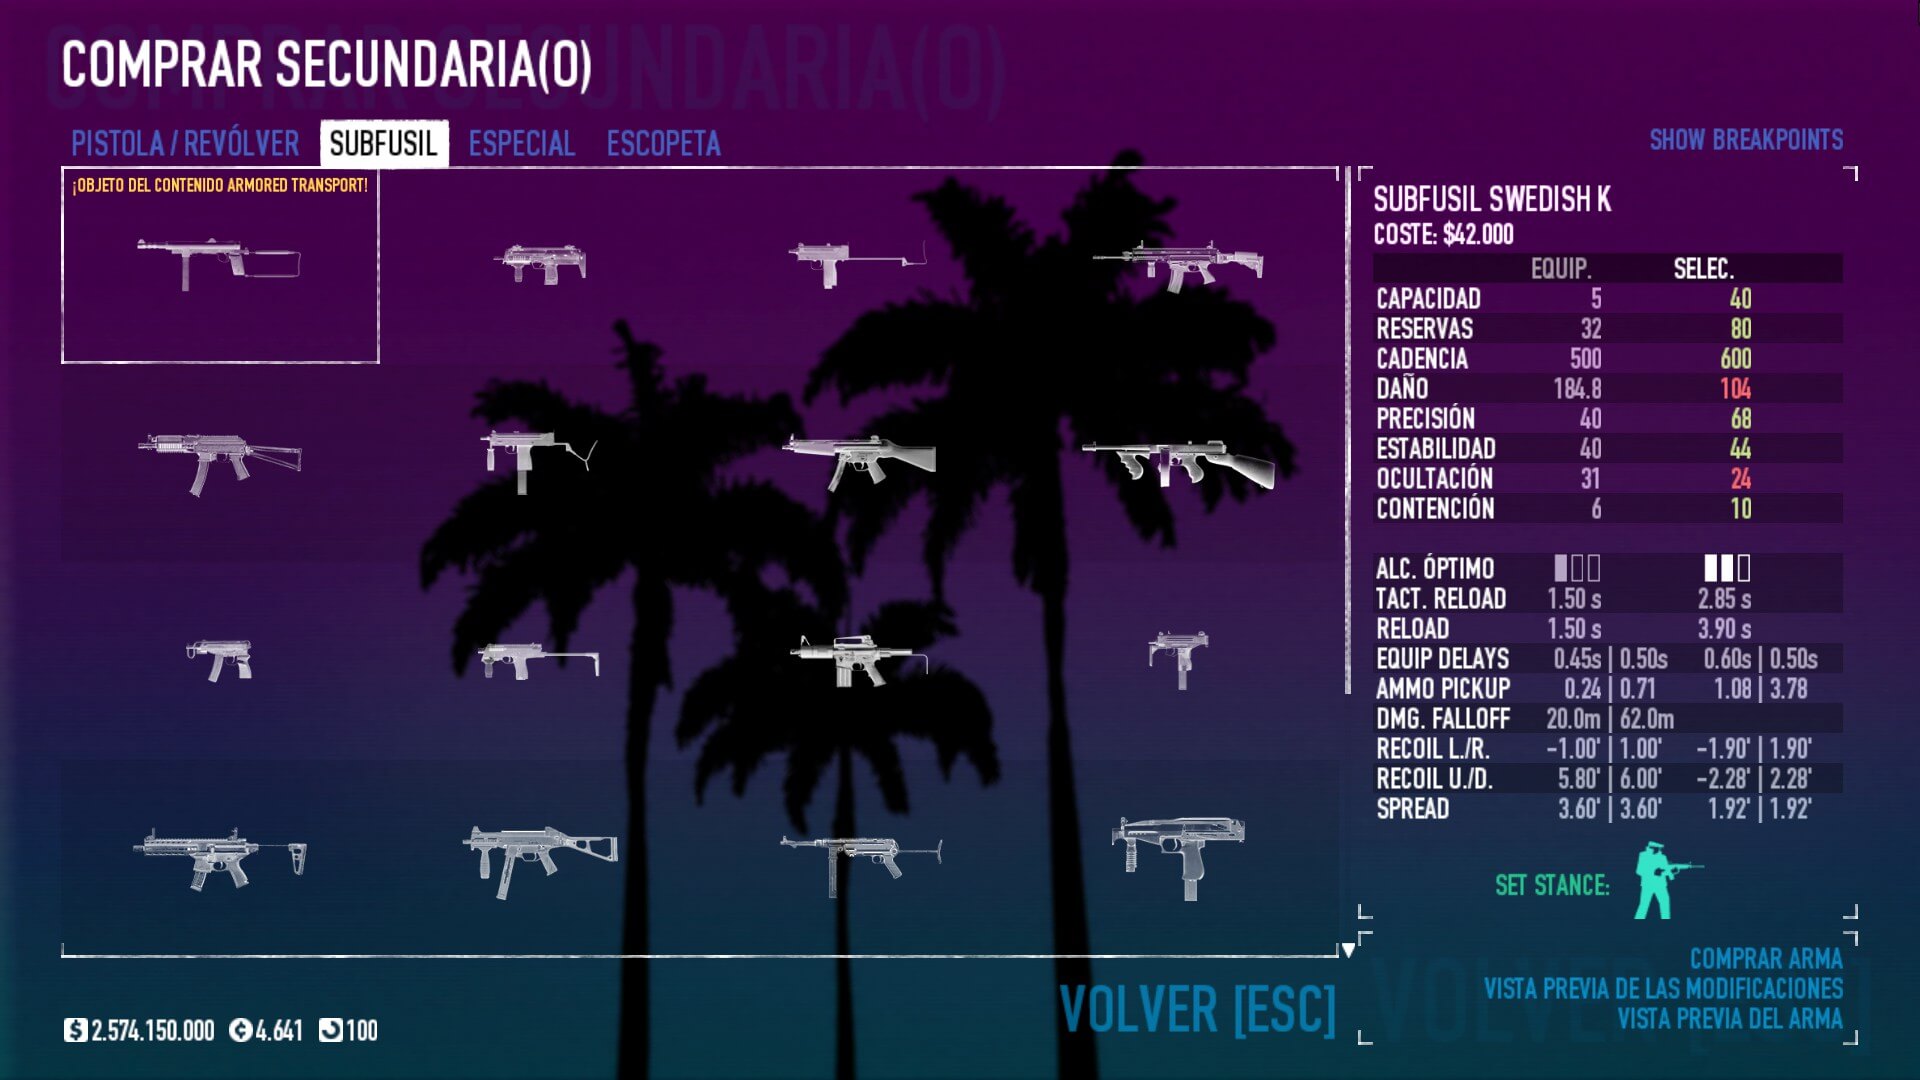 COMPRAR SECUNDARIA(O)
PISTOLA / REVÓLVER SUBFUSIL ESPECIAL ESCOPETA
SHOW BREAKPOINTS
¡OBJETO DEL CONTENIDO ARMORED TRANSPORT!
SUBFUSIL SWEDISH K
COSTE: $42.000
EQUIP. SELEC.
CAPACIDAD 5 40
RESERVAS 32 80
CADENCIA 500 600
DAÑO 184.8 104
PRECISIÓN 40 68
ESTABILIDAD 40 44
OCULTACIÓN 31 24
CONTENCIÓN 6 10
ALC. ÓPTIMO
TACT. RELOAD 1.50 s 2.85 s
RELOAD 1.50 s 3.90 s
EQUIP DELAYS 0.45s | 0.50s 0.60s | 0.50s
AMMO PICKUP 0.24 | 0.71 1.08 | 3.78
DMG. FALLOFF 20.0m | 62.0m
RECOIL L./R. -1.00' | 1.00' -1.90' | 1.90'
RECOIL U./D. 5.80' | 6.00' -2.28' | 2.28'
SPREAD 3.60' | 3.60' 1.92' | 1.92'
SET STANCE:
COMPRAR ARMA
VISTA PREVIA DE LAS MODIFICACIONES
VISTA PREVIA DEL ARMA
VOLVER [ESC]
$ 2.574.150.000 4.641 100